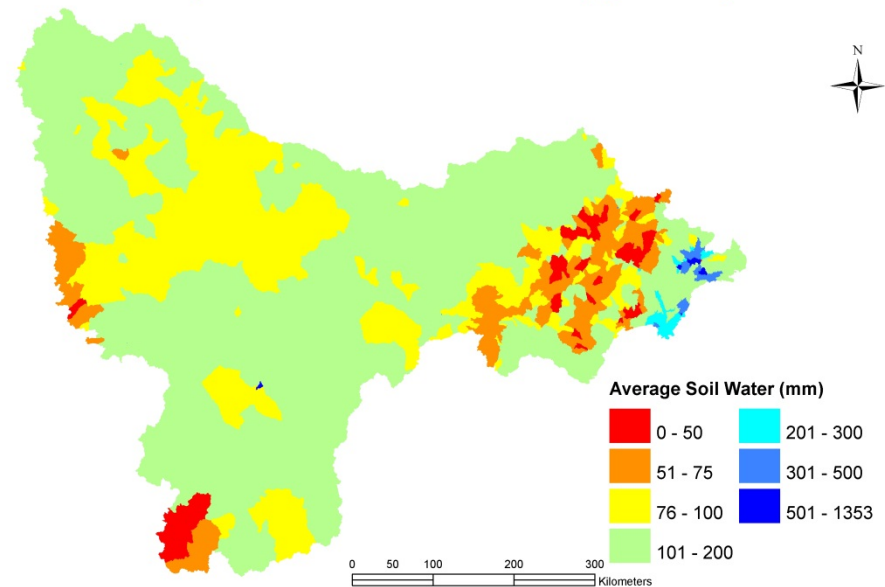 N
Average Soil Water (mm)
0 - 50
201 - 300
51 - 75
301 - 500
76 - 100
501 - 1353
101 - 200
0 50 100 200 300
Kilometers